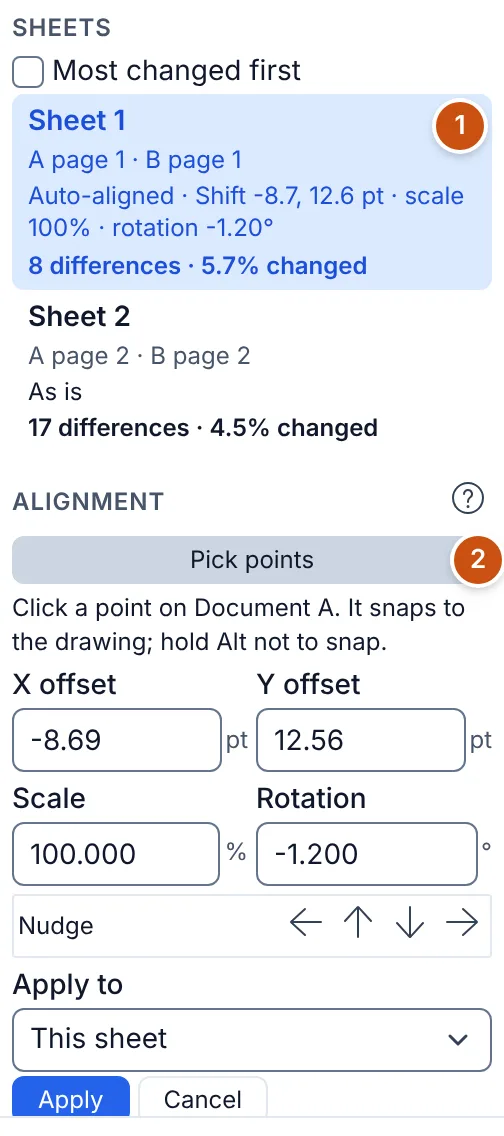 SHEETS
Most changed first
Sheet 1
1
A page 1 · B page 1
Auto-aligned · Shift -8.7, 12.6 pt · scale
100% · rotation -1.20°
8 differences · 5.7% changed
Sheet 2
A page 2 · B page 2
As is
17 differences · 4.5% changed
ALIGNMENT
?
Pick points
2
Click a point on Document A. It snaps to
the drawing; hold Alt not to snap.
X offset Y offset
-8.69 pt 12.56 pt
Scale Rotation
100.000 % -1.200 °
Nudge ← ↑ ↓ →
Apply to
This sheet
Apply Cancel